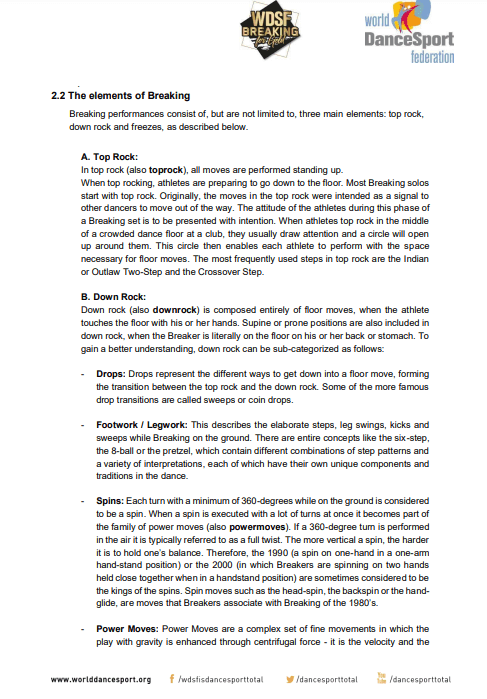 WDSF
BREAKING
world
DanceSport
federation
.
2.2 The elements of Breaking
Breaking performances consist of, but are not limited to, three main elements: top rock,
down rock and freezes, as described below.
A. Top Rock:
In top rock (also toprock), all moves are performed standing up.
When top rocking, athletes are preparing to go down to the floor. Most Breaking solos
start with top rock. Originally, the moves in the top rock were intended as a signal to
other dancers to move out of the way. The attitude of the athletes during this phase of
a Breaking set is to be presented with intention. When athletes top rock in the middle
of a crowded dance floor at a club, they usually draw attention and a circle will open
up around them. This circle then enables each athlete to perform with the space
necessary for floor moves. The most frequently used steps in top rock are the Indian
or Outlaw Two-Step and the Crossover Step.
B. Down Rock:
Down rock (also downrock) is composed entirely of floor moves, when the athlete
touches the floor with his or her hands. Supine or prone positions are also included in
down rock, when the Breaker is literally on the floor on his or her back or stomach. To
gain a better understanding, down rock can be sub-categorized as follows:
- Drops: Drops represent the different ways to get down into a floor move, forming
the transition between the top rock and the down rock. Some of the more famous
drop transitions are called sweeps or coin drops.
- Footwork / Legwork: This describes the elaborate steps, leg swings, kicks and
sweeps while Breaking on the ground. There are entire concepts like the six-step,
the 8-ball or the pretzel, which contain different combinations of step patterns and
a variety of interpretations, each of which have their own unique components and
traditions in the dance.
- Spins: Each turn with a minimum of 360-degrees while on the ground is considered
to be a spin. When a spin is executed with a lot of turns at once it becomes part of
the family of power moves (also powermoves). If a 360-degree turn is performed
in the air it is typically referred to as a full twist. The more vertical a spin, the harder
it is to hold one's balance. Therefore, the 1990 (a spin on one-hand in a one-arm
hand-stand position) or the 2000 (in which Breakers are spinning on two hands
held close together when in a handstand position) are sometimes considered to be
the kings of the spins. Spin moves such as the head-spin, the backspin or the hand-
glide, are moves that Breakers associate with Breaking of the 1980's.
- Power Moves: Power Moves are a complex set of fine movements in which the
play with gravity is enhanced through centrifugal force - it is the velocity and the
www.worlddancesport.org f /wdsfisdancesporttotal /dancesporttotal You Tube /dancesporttotal